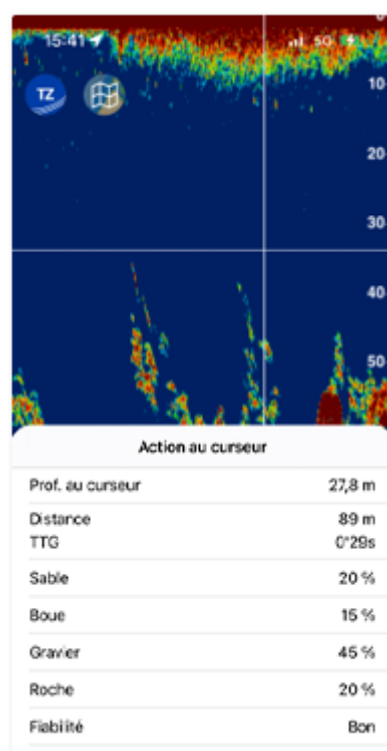 0
15:41 5G
TZ
10
20
30
40
50
Action au curseur
Prof. au curseur 27,8 m
Distance 89 m
TTG 0'29s
Sable 20 %
Boue 15 %
Gravier 45 %
Roche 20 %
Fiabilité Bon